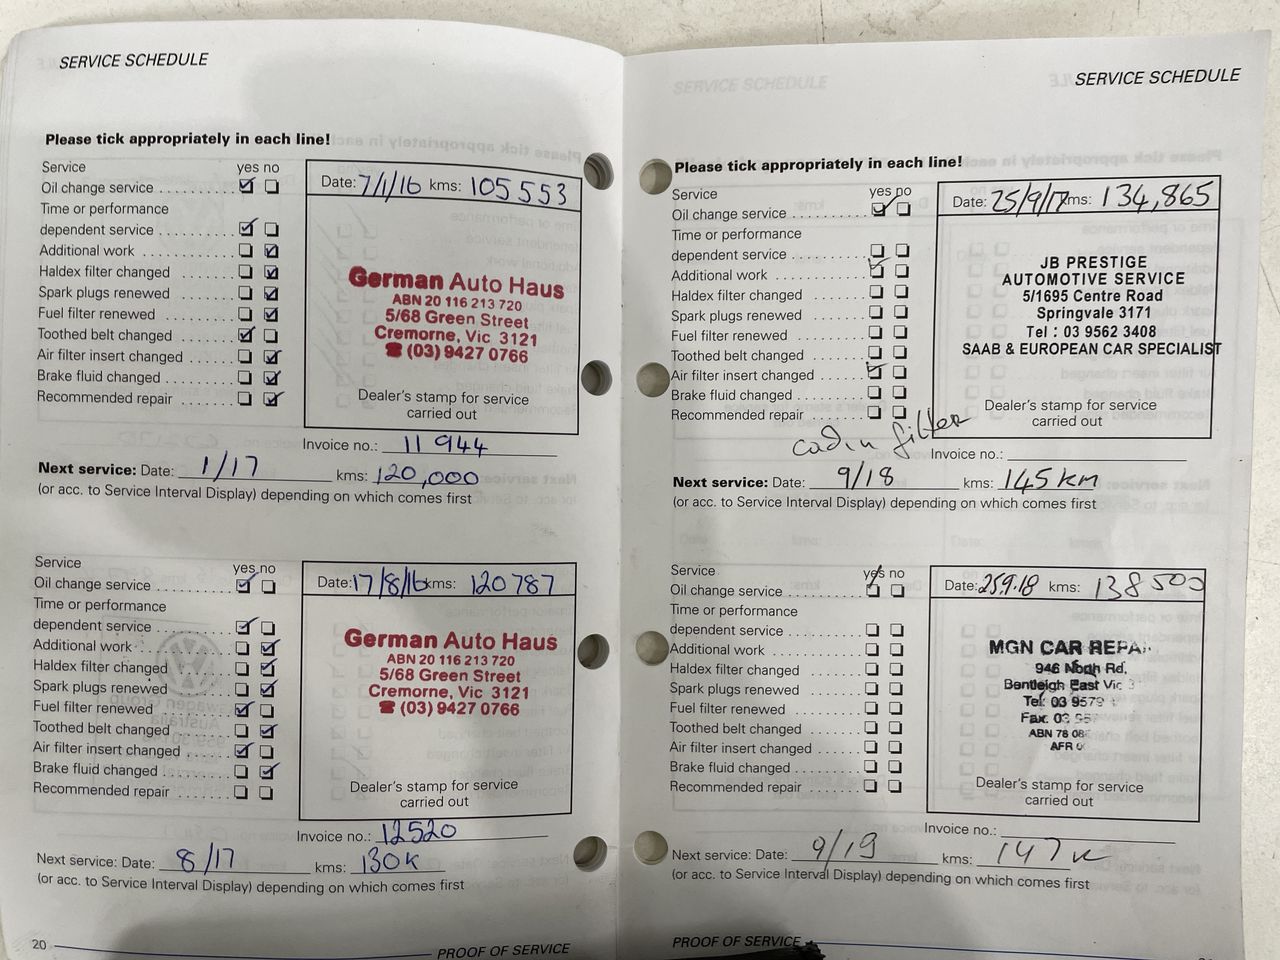 SERVICE SCHEDULE
Please tick appropriately in each line!
Service yes no
Oil change service
Time or performance
dependent service
Additional work
Haldex filter changed
Spark plugs renewed
Fuel filter renewed
Toothed belt changed
Air filter insert changed
Brake fluid changed
Recommended repair
Date: 7/1/16 kms: 105 553
German Auto Haus
ABN 20 116 213 720
5/68 Green Street
Cremorne, Vic 3121
☎ (03) 9427 0766
Dealer's stamp for service
carried out
Invoice no.: 11 944
Next service: Date: 1/17 kms: 120,000
(or acc. to Service Interval Display) depending on which comes first
Service yes no
Oil change service
Time or performance
dependent service
Additional work
Haldex filter changed
Spark plugs renewed
Fuel filter renewed
Toothed belt changed
Air filter insert changed
Brake fluid changed
Recommended repair
Date: 17/8/16 kms: 120787
German Auto Haus
ABN 20 116 213 720
5/68 Green Street
Cremorne, Vic 3121
☎ (03) 9427 0766
Dealer's stamp for service
carried out
Invoice no.: 12520
Next service: Date: 8/17 kms: 130K
(or acc. to Service Interval Display) depending on which comes first
20
PROOF OF SERVICE
SERVICE SCHEDULE
Please tick appropriately in each line!
Service yes no
Oil change service
Time or performance
dependent service
Additional work
Haldex filter changed
Spark plugs renewed
Fuel filter renewed
Toothed belt changed
Air filter insert changed
Brake fluid changed
Recommended repair
Date: 25/9/17 kms: 134,865
JB PRESTIGE
AUTOMOTIVE SERVICE
5/1695 Centre Road
Springvale 3171
Tel : 03 9562 3408
SAAB & EUROPEAN CAR SPECIALIST
Dealer's stamp for service
carried out
filter
Invoice no.:
Next service: Date: 9/18 kms: 145 km
(or acc. to Service Interval Display) depending on which comes first
Service yes no
Oil change service
Time or performance
dependent service
Additional work
Haldex filter changed
Spark plugs renewed
Fuel filter renewed
Toothed belt changed
Air filter insert changed
Brake fluid changed
Recommended repair
Date: 25.9.18 kms: 138 500
MGN CAR
946 North Rd.
Bentleigh East Vic
Tel: 03 9579
Fax: 03
ABN 78
Dealer's stamp for service
carried out
Invoice no.:
Next service: Date: 9/19 kms: 147 K
(or acc. to Service Interval Display) depending on which comes first
PROOF OF SERVICE